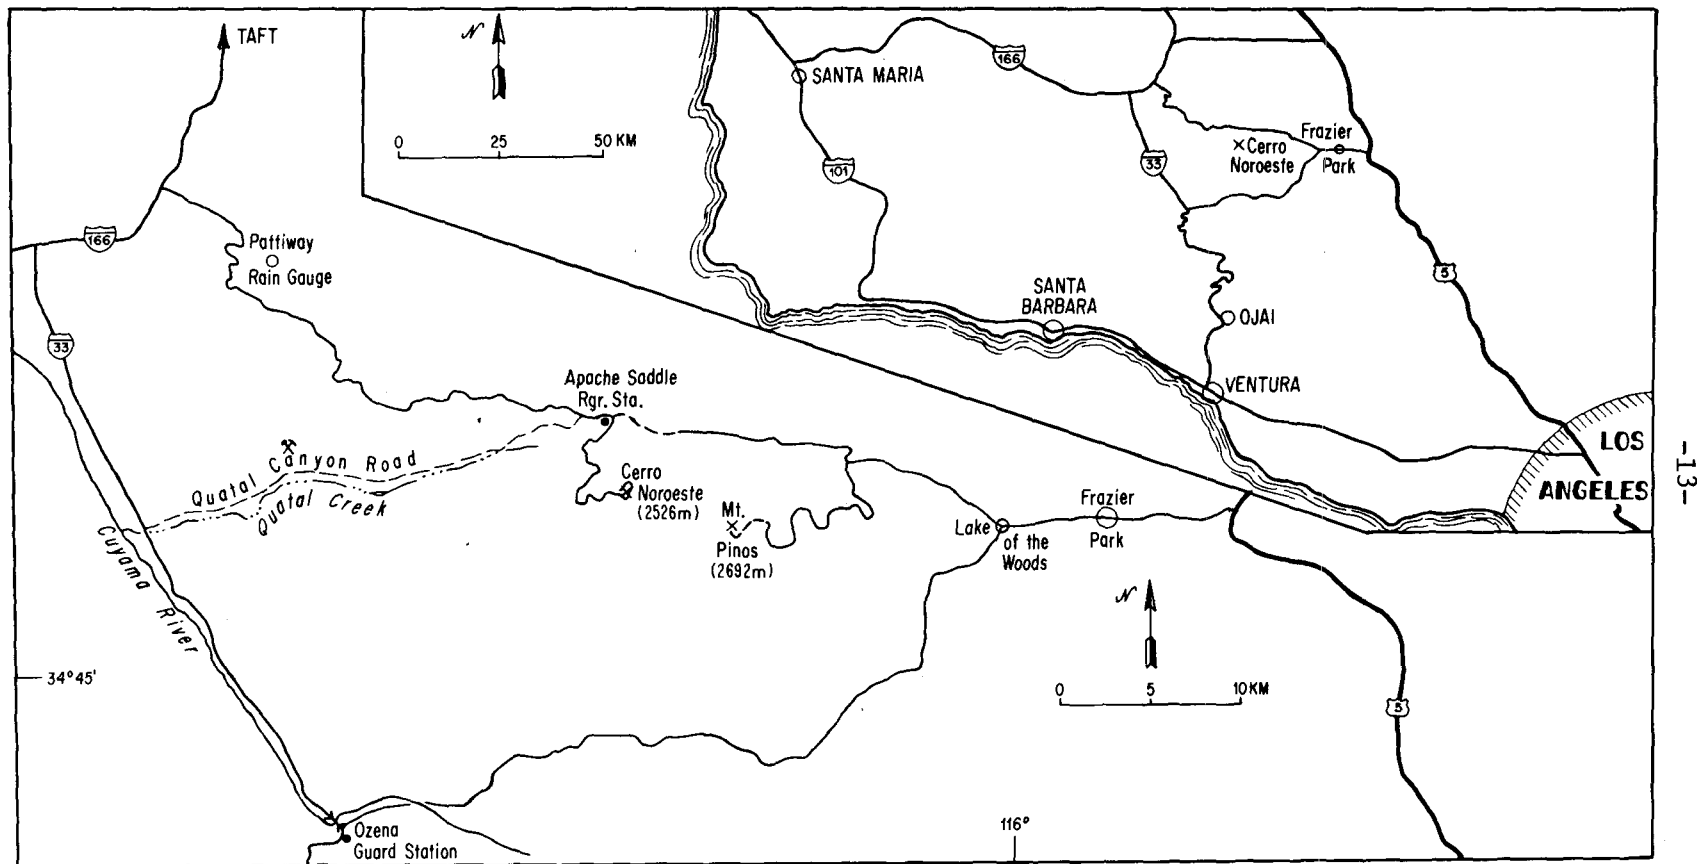 TAFT
N
0 25 50 KM
SANTA MARIA
166
101
33
Frazier
Park
Cerro
Noroeste
5
SANTA
BARBARA
OJAI
VENTURA
LOS
ANGELES
-13-
166
Pattiway
Rain Gauge
33
Apache Saddle
Rgr. Sta.
Quatal Canyon Road
Quatal Creek
Cerro
Noroeste
(2526m)
Mt.
Pinos
(2692m)
Lake
of the
Woods
Frazier
Park
Cuyama River
N
0 5 10 KM
5
34°45'
116°
Ozena
Guard Station